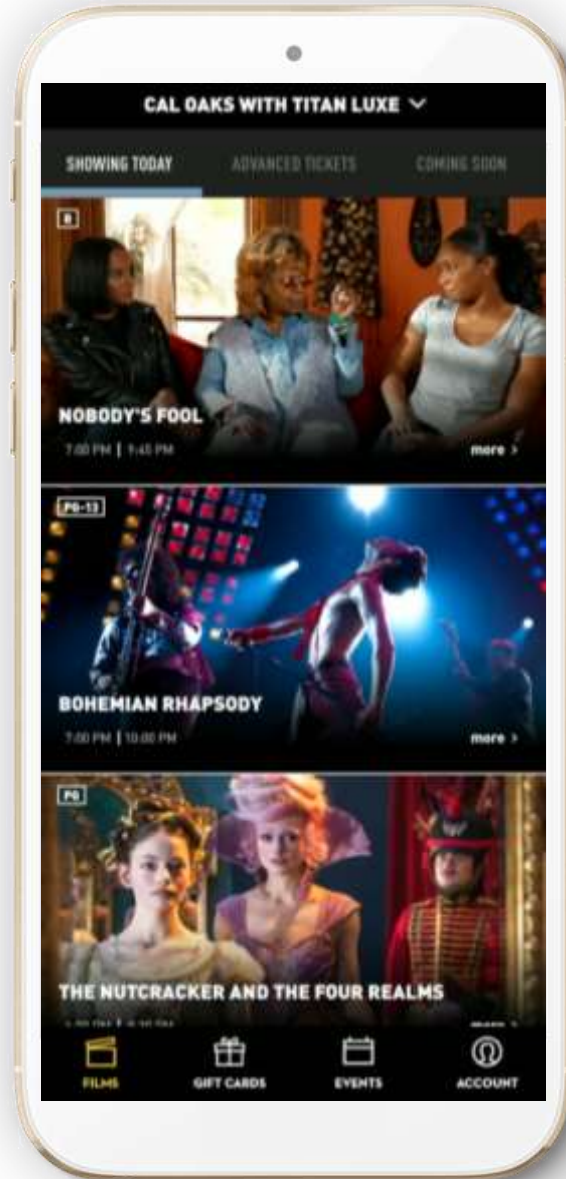 CAL OAKS WITH TITAN LUXE
SHOWING TODAY
ADVANCED TICKETS
COMING SOON
R
NOBODY'S FOOL
7:00 PM | 9:45 PM
more >
PG-13
BOHEMIAN RHAPSODY
7:00 PM | 10:00 PM
more >
PG
THE NUTCRACKER AND THE FOUR REALMS
FILMS
GIFT CARDS
EVENTS
ACCOUNT